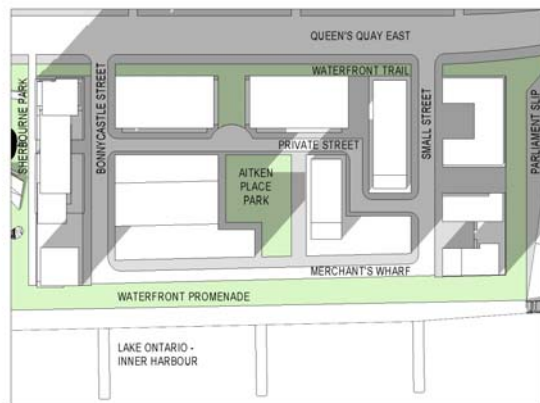 QUEEN'S QUAY EAST
WATERFRONT TRAIL
SHERBOURNE PARK
BONNYCASTLE STREET
SMALL STREET
PARLIAMENT SLIP
PRIVATE STREET
AITKEN
PLACE
PARK
MERCHANT'S WHARF
WATERFRONT PROMENADE
LAKE ONTARIO -
INNER HARBOUR